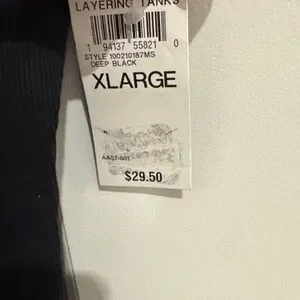 LAYERING TANKS
1 94137 55821 0
STYLE 100210187MS
DEEP BLACK
XLARGE
AA07-001
$29.50